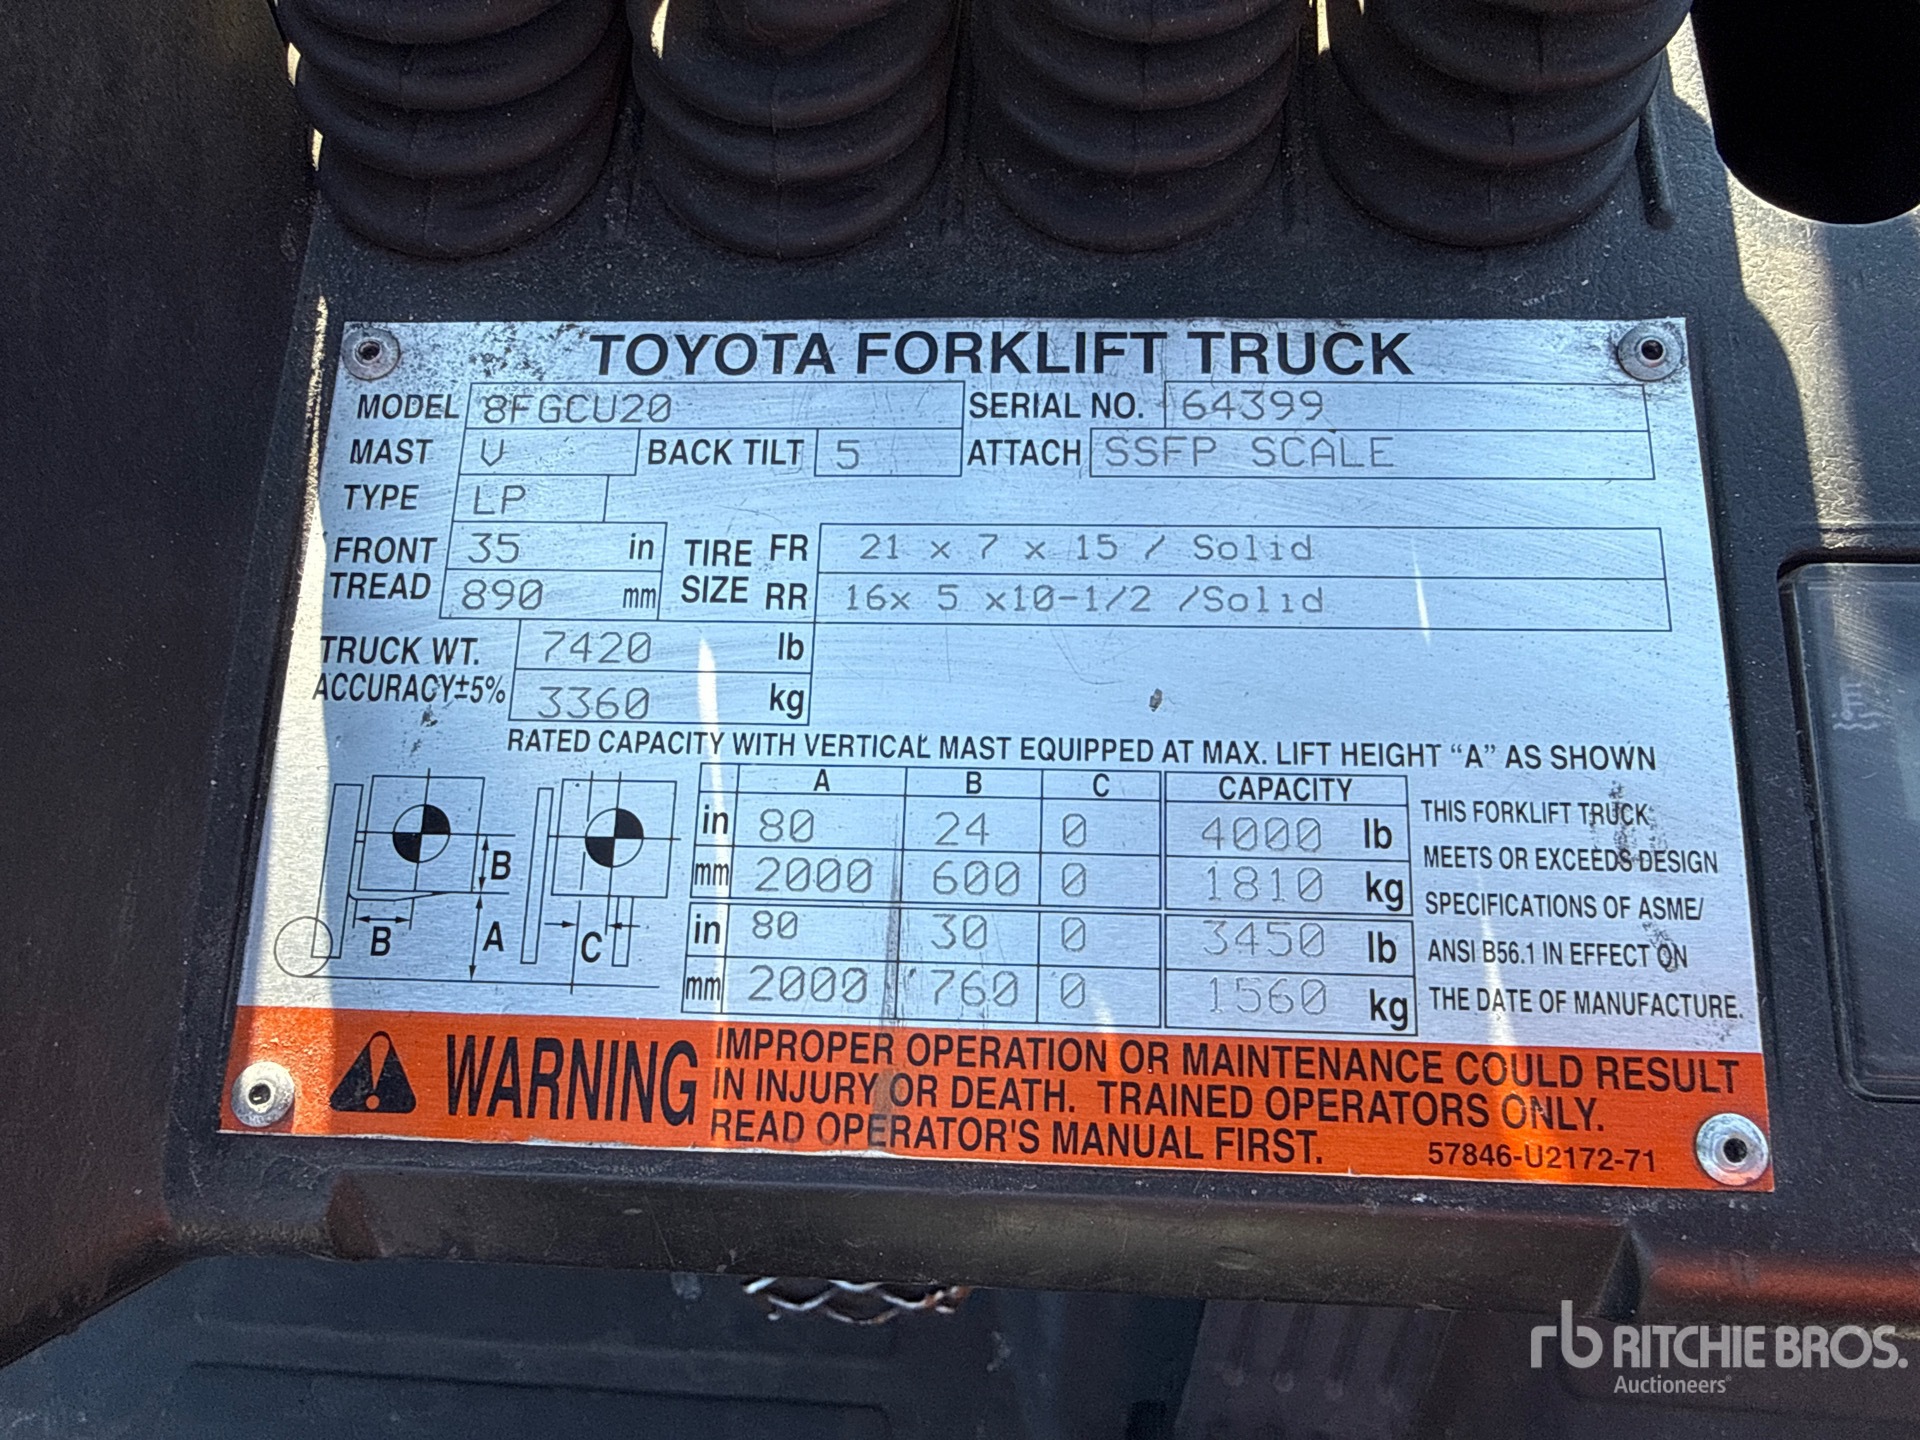 TOYOTA FORKLIFT TRUCK
MODEL 8FGCU20 SERIAL NO. 64399
MAST V BACK TILT 5 ATTACH SSFP SCALE
TYPE LP
FRONT TREAD 35 in TIRE SIZE FR 21 x 7 x 15 / Solid
890 mm RR 16x 5 x10-1/2 /Solid
TRUCK WT. 7420 lb
ACCURACY±5% 3360 kg
RATED CAPACITY WITH VERTICAL MAST EQUIPPED AT MAX. LIFT HEIGHT "A" AS SHOWN
A B C CAPACITY
in 80 24 0 4000 lb
mm 2000 600 0 1810 kg
in 80 30 0 3450 lb
mm 2000 760 0 1560 kg
B B A C
THIS FORKLIFT TRUCK
MEETS OR EXCEEDS DESIGN
SPECIFICATIONS OF ASME/
ANSI B56.1 IN EFFECT ON
THE DATE OF MANUFACTURE.
WARNING
IMPROPER OPERATION OR MAINTENANCE COULD RESULT
IN INJURY OR DEATH. TRAINED OPERATORS ONLY.
READ OPERATOR'S MANUAL FIRST. 57846-U2172-71
rb RITCHIE BROS.
Auctioneers